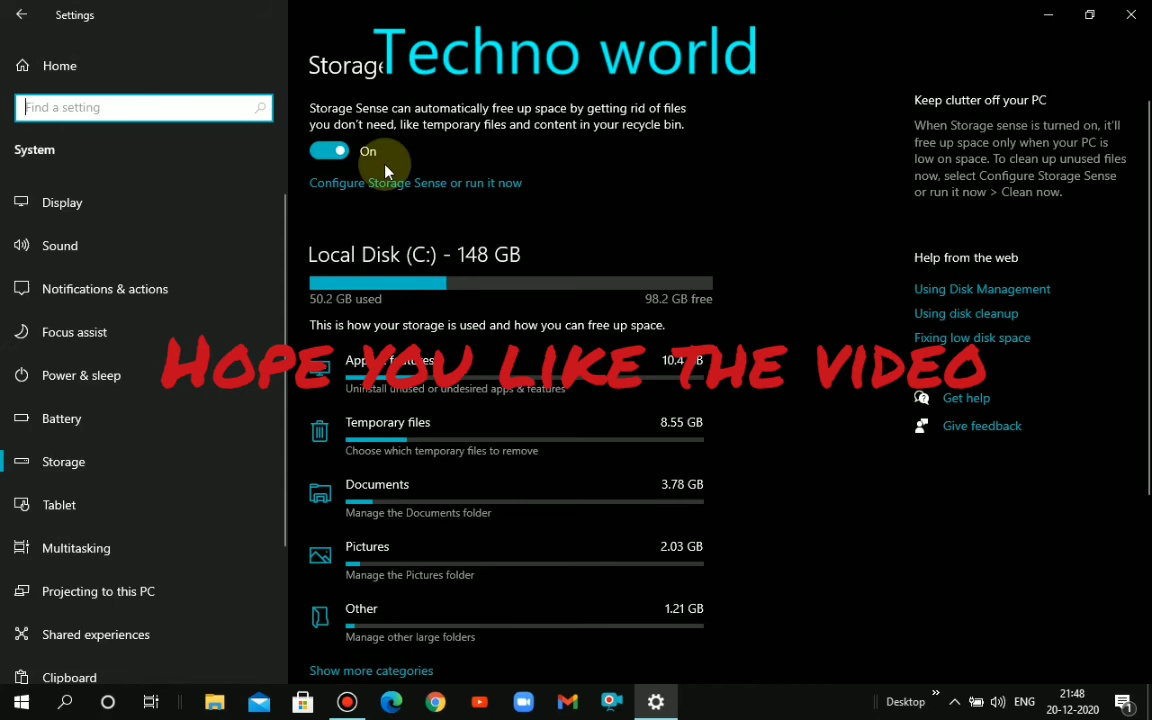 Settings
Home
Find a setting
System
Display
Sound
Notifications & actions
Focus assist
Power & sleep
Battery
Storage
Tablet
Multitasking
Projecting to this PC
Shared experiences
Clipboard
Techno world
Storage
Storage Sense can automatically free up space by getting rid of files
you don't need, like temporary files and content in your recycle bin.
On
Configure Storage Sense or run it now
Local Disk (C:) - 148 GB
50.2 GB used 98.2 GB free
This is how your storage is used and how you can free up space.
Hope you like the video
Apps & features 10.4 GB
Uninstall unused or undesired apps & features
Temporary files 8.55 GB
Choose which temporary files to remove
Documents 3.78 GB
Manage the Documents folder
Pictures 2.03 GB
Manage the Pictures folder
Other 1.21 GB
Manage other large folders
Show more categories
Keep clutter off your PC
When Storage sense is turned on, it'll
free up space only when your PC is
low on space. To clean up unused files
now, select Configure Storage Sense
or run it now > Clean now.
Help from the web
Using Disk Management
Using disk cleanup
Fixing low disk space
Get help
Give feedback
Desktop
ENG
21:48
20-12-2020
1